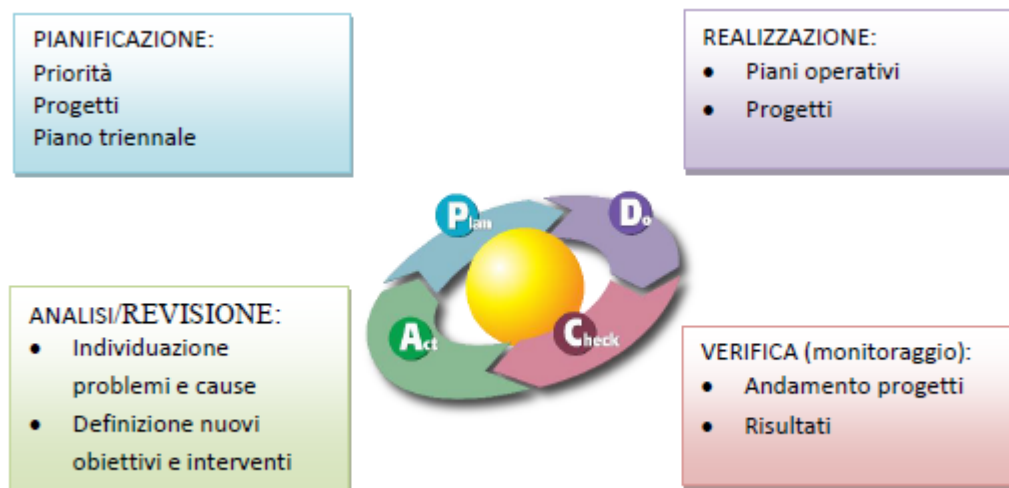 PIANIFICAZIONE:
Priorità
Progetti
Piano triennale
REALIZZAZIONE:
• Piani operativi
• Progetti
Plan
Do
Act
Check
ANALISI/REVISIONE:
• Individuazione
problemi e cause
• Definizione nuovi
obiettivi e interventi
VERIFICA (monitoraggio):
• Andamento progetti
• Risultati